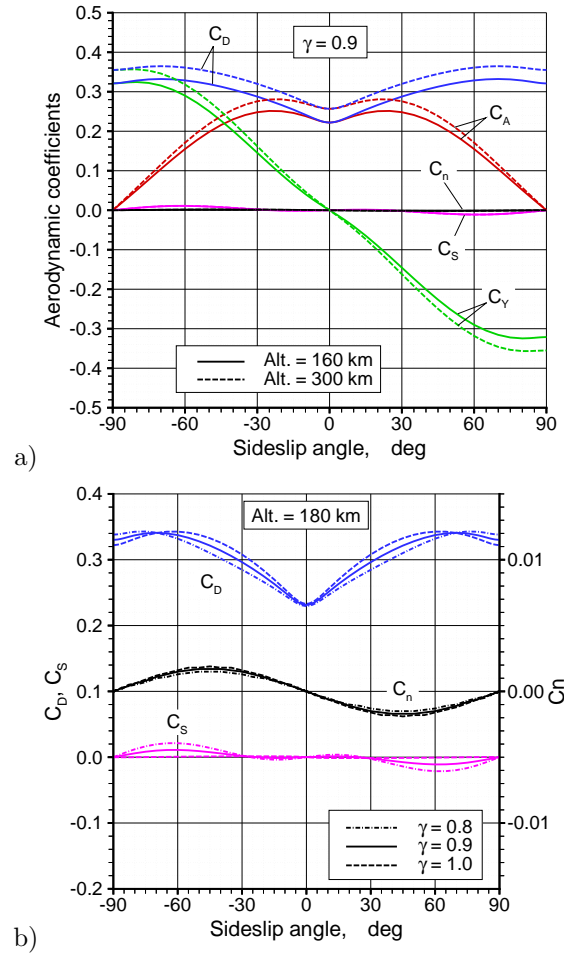 C_D
γ = 0.9
C_A
C_n
C_S
C_Y
Aerodynamic coefficients
0.5
0.4
0.3
0.2
0.1
0.0
-0.1
-0.2
-0.3
-0.4
-0.5
Alt. = 160 km
Alt. = 300 km
-90 -60 -30 0 30 60 90
Sideslip angle, deg
a)
Alt. = 180 km
C_D
C_n
C_S
C_D, C_S
0.4
0.3
0.2
0.1
0.0
-0.1
-0.2
0.01
0.00
-0.01
Cn
γ = 0.8
γ = 0.9
γ = 1.0
-90 -60 -30 0 30 60 90
Sideslip angle, deg
b)